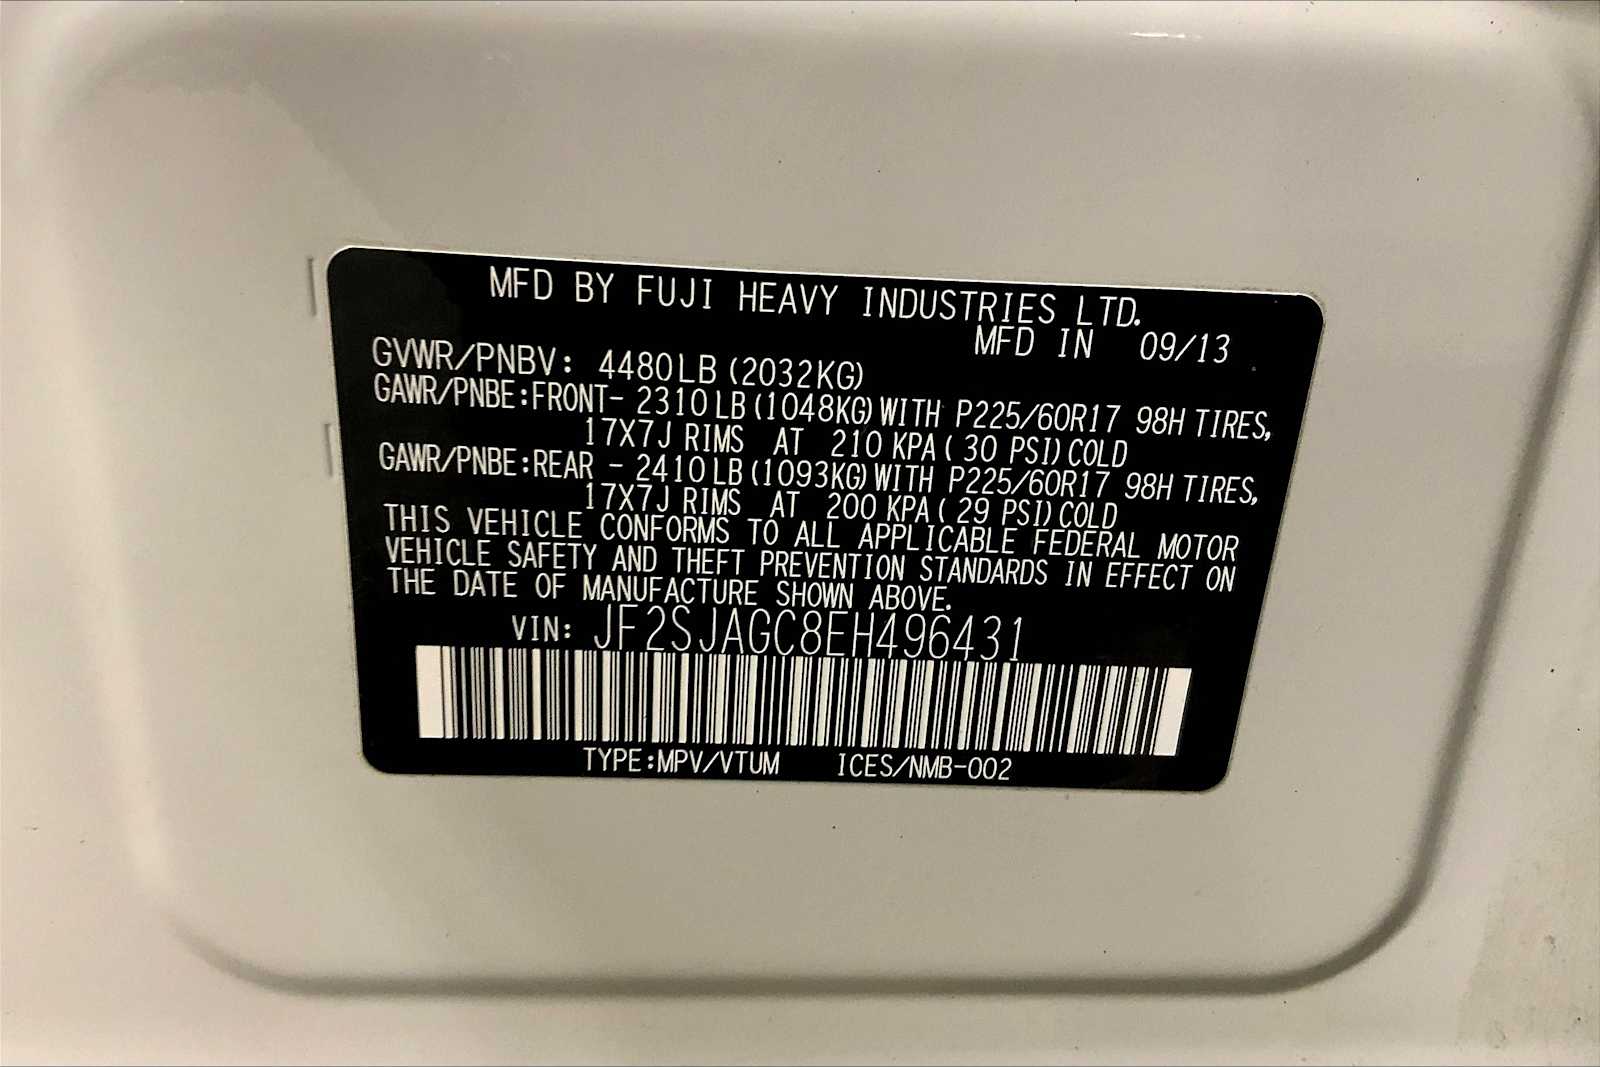 MFD BY FUJI HEAVY INDUSTRIES LTD.
MFD IN 09/13
GVWR/PNBV: 4480LB (2032KG)
GAWR/PNBE:FRONT- 2310LB (1048KG) WITH P225/60R17 98H TIRES,
17X7J RIMS AT 210 KPA ( 30 PSI) COLD
GAWR/PNBE:REAR - 2410LB (1093KG) WITH P225/60R17 98H TIRES,
17X7J RIMS AT 200 KPA ( 29 PSI) COLD
THIS VEHICLE CONFORMS TO ALL APPLICABLE FEDERAL MOTOR
VEHICLE SAFETY AND THEFT PREVENTION STANDARDS IN EFFECT ON
THE DATE OF MANUFACTURE SHOWN ABOVE.
VIN: JF2SJAGC8EH496431
TYPE:MPV/VTUM ICES/NMB-002